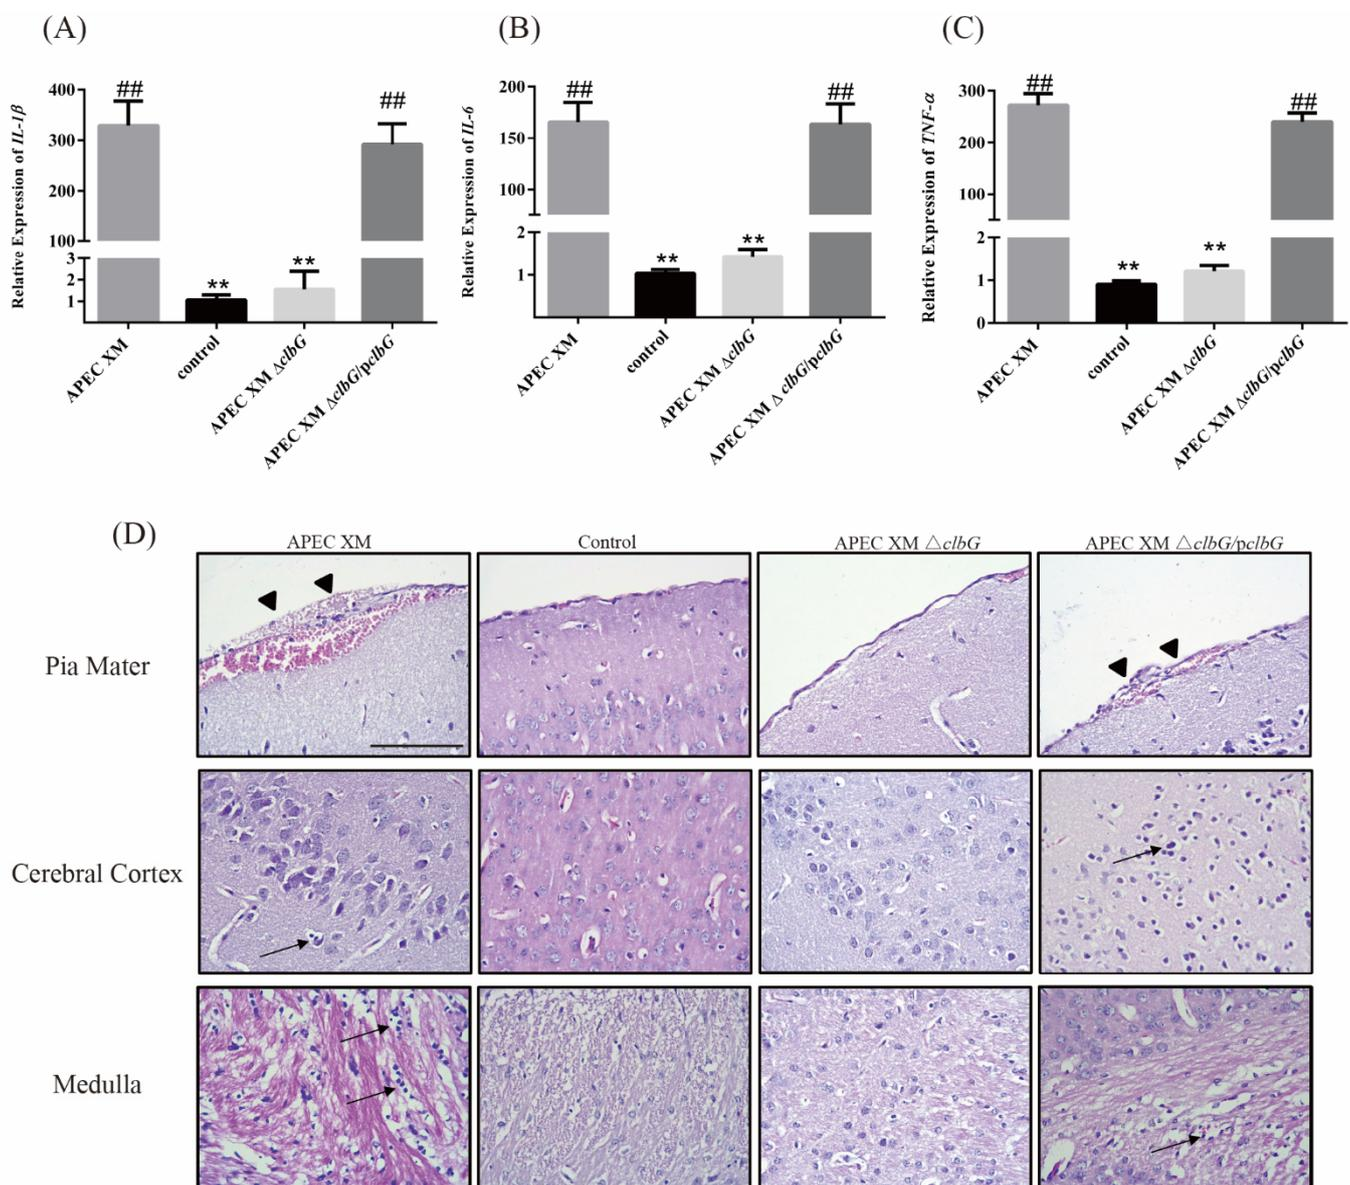 (A)
Relative Expression of IL-1β
400
300
200
100
3
2
1
##
**
**
##
APEC XM
control
APEC XM ΔclbG
APEC XM ΔclbG/pclbG
(B)
Relative Expression of IL-6
200
150
100
2
1
##
**
**
##
APEC XM
control
APEC XM ΔclbG
APEC XM Δ clbG/pclbG
(C)
Relative Expression of TNF-α
300
200
100
2
1
0
##
**
**
##
APEC XM
control
APEC XM ΔclbG
APEC XM ΔclbG/pclbG
(D)
APEC XM
Control
APEC XM △clbG
APEC XM △clbG/pclbG
Pia Mater
Cerebral Cortex
Medulla